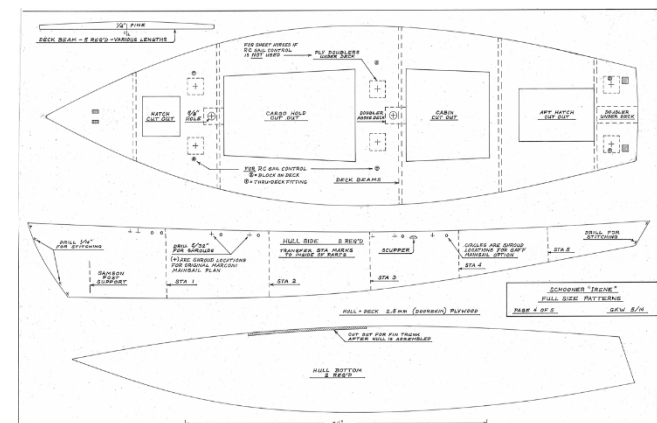 PINE
DECK BEAM - 5 REQ'D - VARIOUS LENGTHS
FOR SHEET HORSES IF
RC SAIL CONTROL
IS NOT USED
PLY DOUBLERS
UNDER DECK
HATCH
CUT OUT
5/8"
HOLE
CARGO HOLD
CUT OUT
DOUBLER
UNDER DECK
CABIN
CUT OUT
AFT HATCH
CUT OUT
DOUBLER
UNDER DECK
FOR RC SAIL CONTROL
= BLOCK ON DECK
= THRU-DECK FITTING
DECK BEAMS
DRILL 1/16"
FOR STITCHING
DRILL 5/32"
FOR SHROUDS
(+) ARE SHROUD LOCATIONS
FOR ORIGINAL MARCONI
MAINSAIL PLAN
HULL SIDE 2 REQ'D
TRANSFER STA MARKS
TO INSIDE OF PARTS
SCUPPER
CIRCLES ARE SHROUD
LOCATIONS FOR GAFF
MAINSAIL OPTION
DRILL FOR
STITCHING
SAMSON
POST
SUPPORT
STA 1
STA 2
STA 3
STA 4
STA 5
SCHOONER "IRENE"
FULL SIZE PATTERNS
PAGE 4 OF 5
HULL + DECK 2.5 mm (DOORSKIN) PLYWOOD
CUT OUT FOR FIN TRUNK
AFTER HULL IS ASSEMBLED
HULL BOTTOM
2 REQ'D